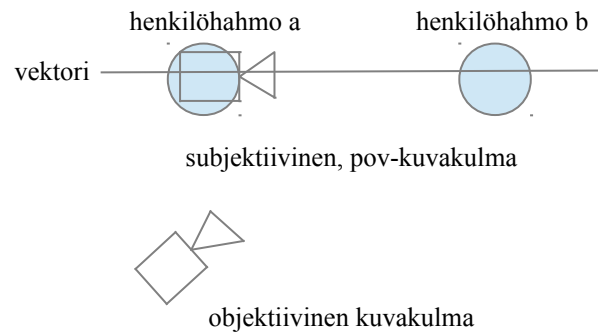 henkilöhahmo a henkilöhahmo b
vektori
subjektiivinen, pov-kuvakulma
objektiivinen kuvakulma